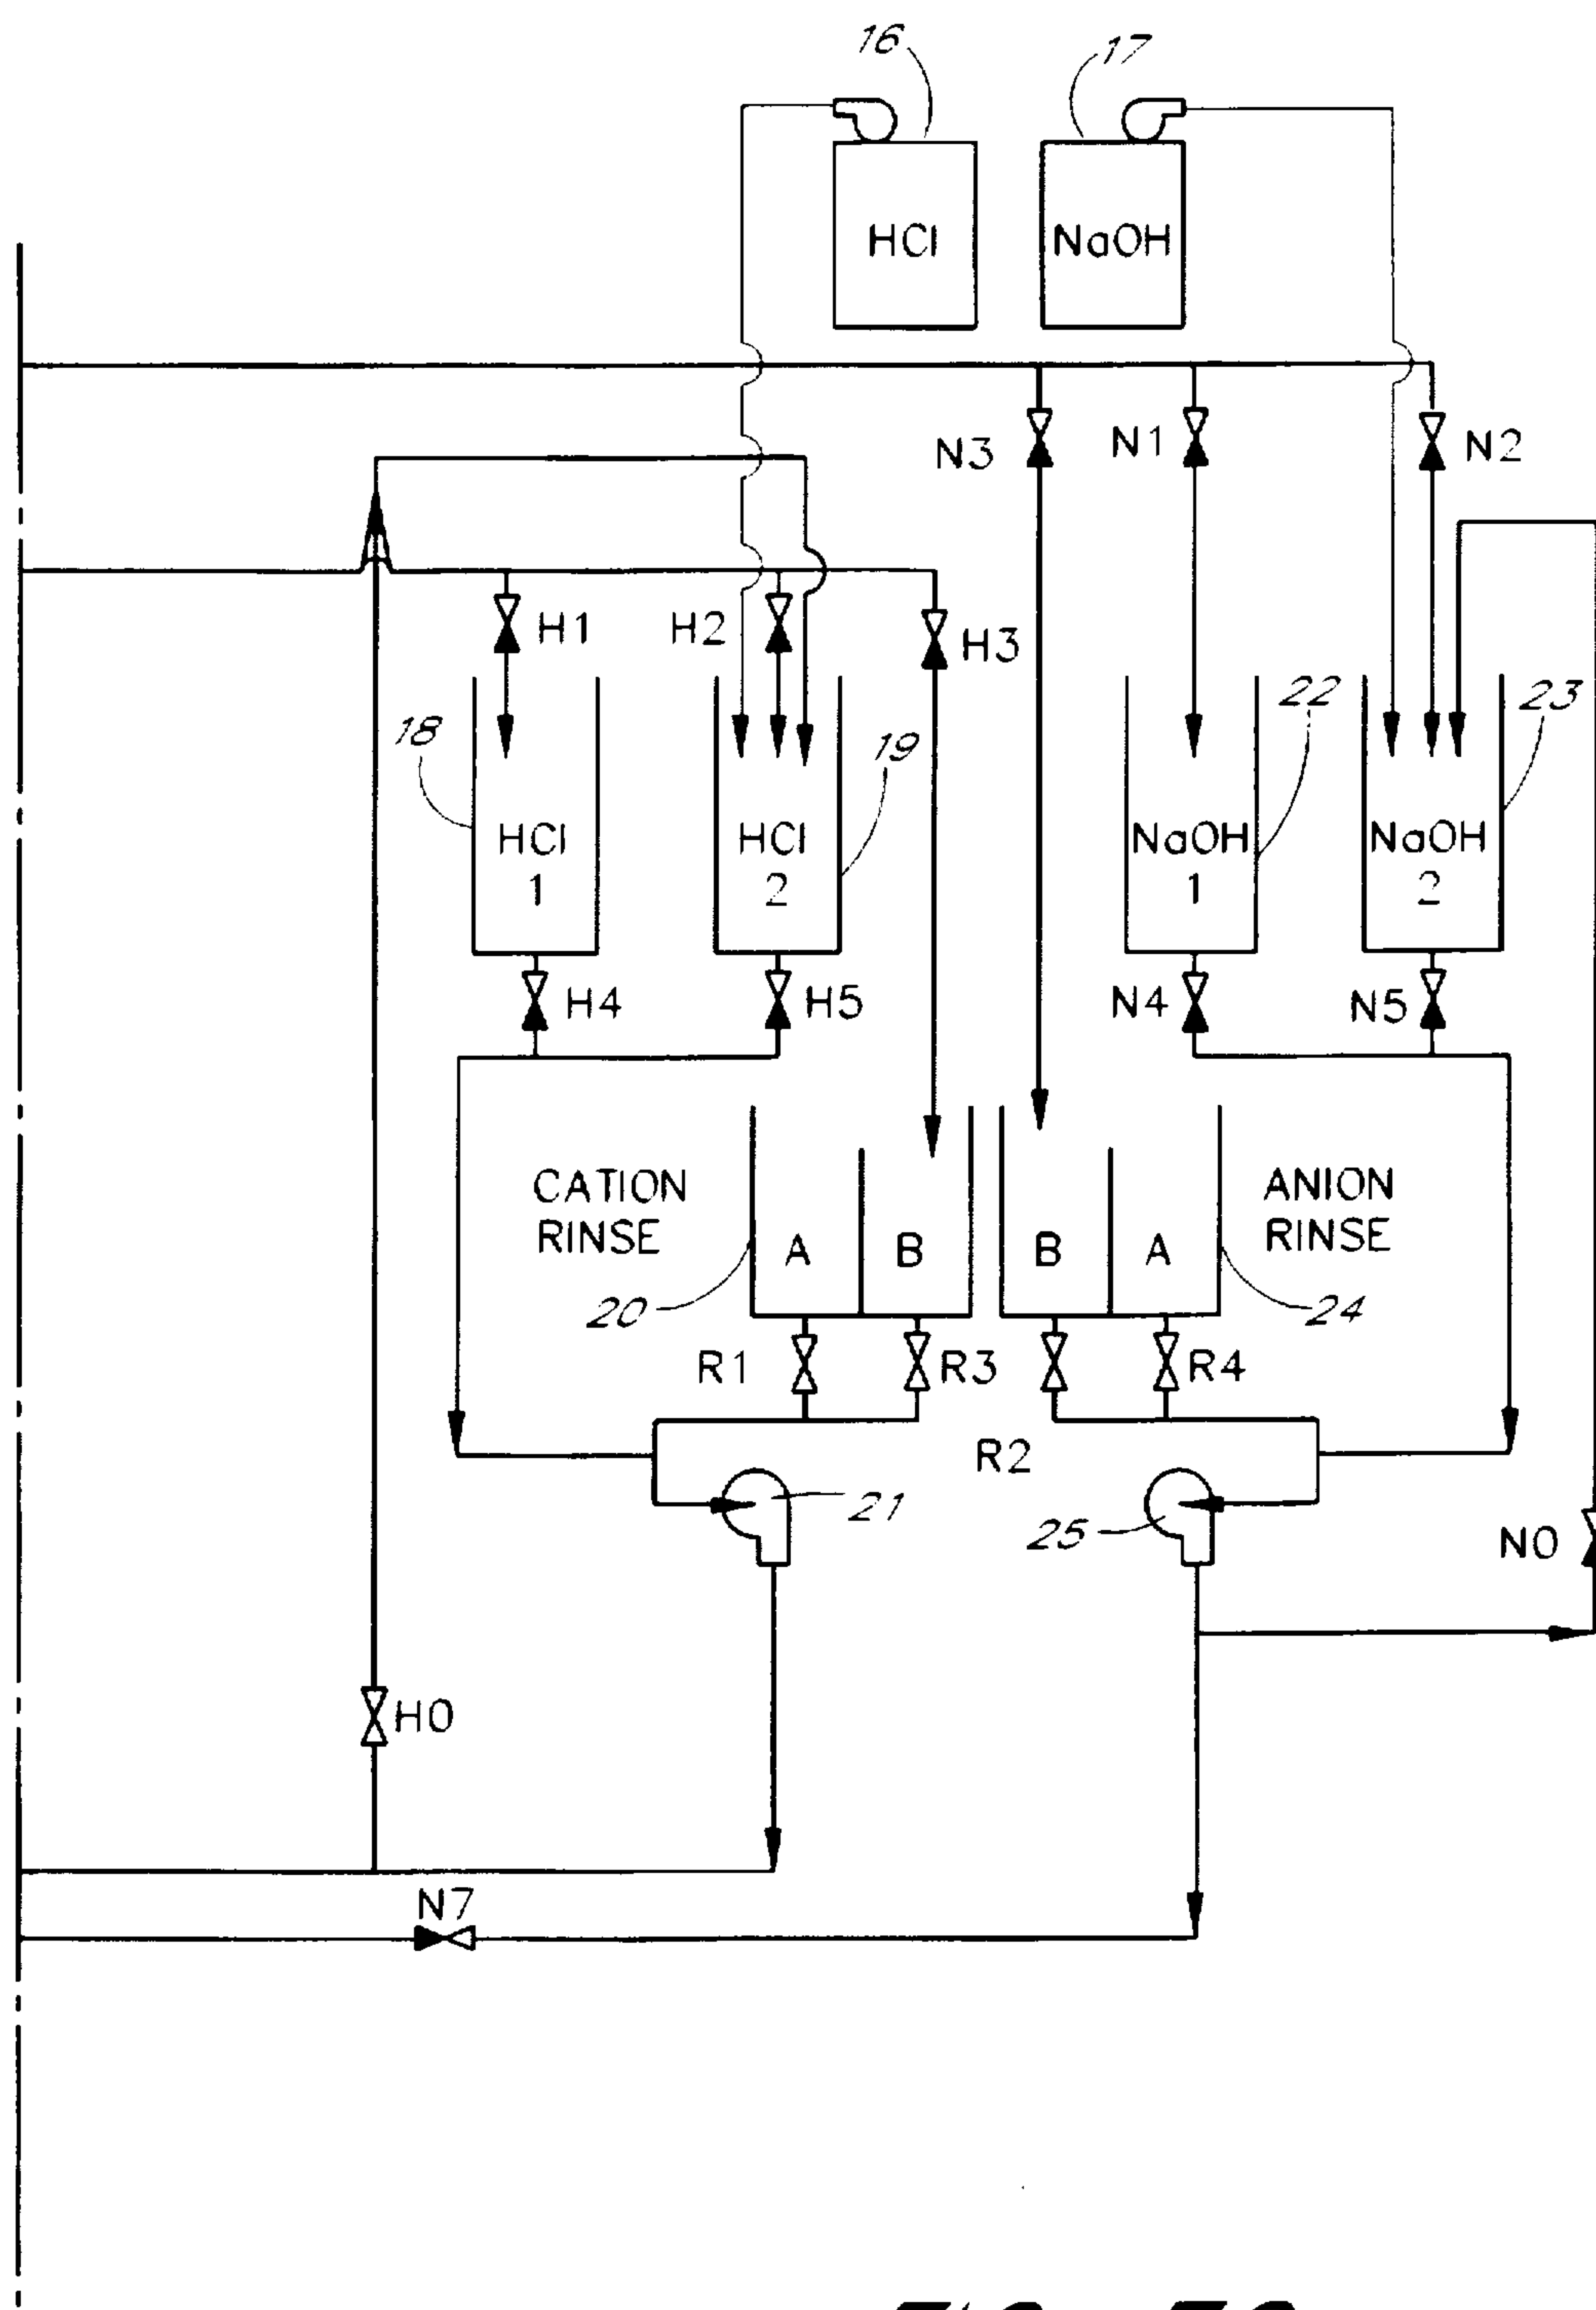 16
17
HCl
NaOH
N3
N1
N2
H1
H2
H3
18
19
22
23
HCl
1
HCl
2
NaOH
1
NaOH
2
H4
H5
N4
N5
CATION
RINSE
A
B
B
A
ANION
RINSE
20
24
R1
R3
R4
R2
21
25
N0
H0
N7